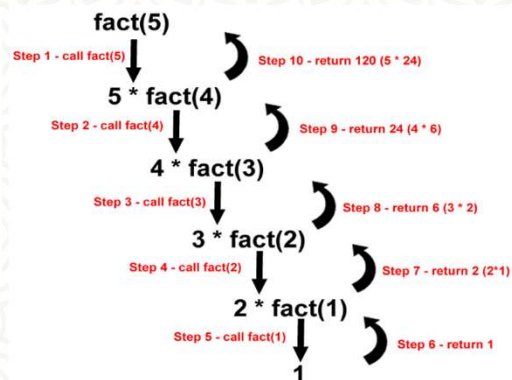 fact(5)
Step 1 - call fact(5)
Step 10 - return 120 (5 * 24)
5 * fact(4)
Step 2 - call fact(4)
Step 9 - return 24 (4 * 6)
4 * fact(3)
Step 3 - call fact(3)
Step 8 - return 6 (3 * 2)
3 * fact(2)
Step 4 - call fact(2)
Step 7 - return 2 (2*1)
2 * fact(1)
Step 5 - call fact(1)
Step 6 - return 1
1